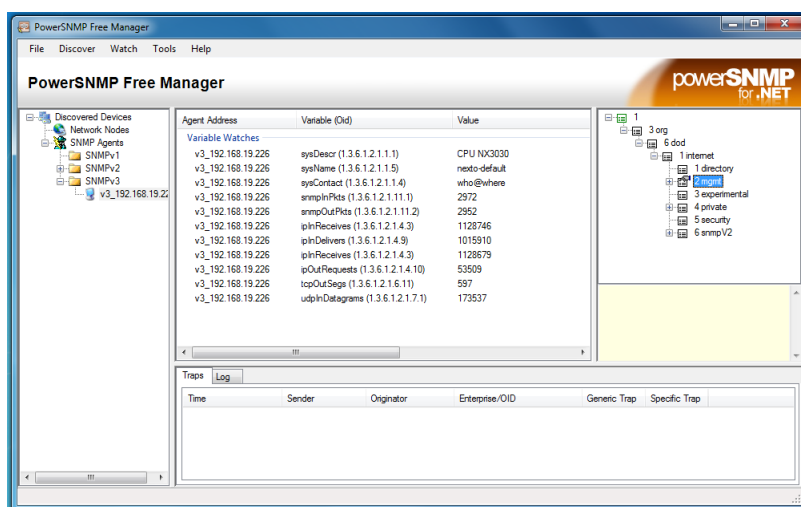 PowerSNMP Free Manager
File Discover Watch Tools Help
PowerSNMP Free Manager
powerSNMP
for .NET
Discovered Devices
Network Nodes
SNMP Agents
SNMPv1
SNMPv2
SNMPv3
v3_192.168.19.22
Agent Address Variable (Oid) Value
Variable Watches
v3_192.168.19.226 sysDescr (1.3.6.1.2.1.1.1) CPU NX3030
v3_192.168.19.226 sysName (1.3.6.1.2.1.1.5) nexto-default
v3_192.168.19.226 sysContact (1.3.6.1.2.1.1.4) who@where
v3_192.168.19.226 snmpInPkts (1.3.6.1.2.1.11.1) 2972
v3_192.168.19.226 snmpOutPkts (1.3.6.1.2.1.11.2) 2952
v3_192.168.19.226 ipInReceives (1.3.6.1.2.1.4.3) 1128746
v3_192.168.19.226 ipInDelivers (1.3.6.1.2.1.4.9) 1015910
v3_192.168.19.226 ipInReceives (1.3.6.1.2.1.4.3) 1128679
v3_192.168.19.226 ipOutRequests (1.3.6.1.2.1.4.10) 53509
v3_192.168.19.226 tcpOutSegs (1.3.6.1.2.1.6.11) 597
v3_192.168.19.226 udpInDatagrams (1.3.6.1.2.1.7.1) 173537
1
3 org
6 dod
1 internet
1 directory
2 mgmt
3 experimental
4 private
5 security
6 snmpV2
Traps Log
Time Sender Originator Enterprise/OID Generic Trap Specific Trap